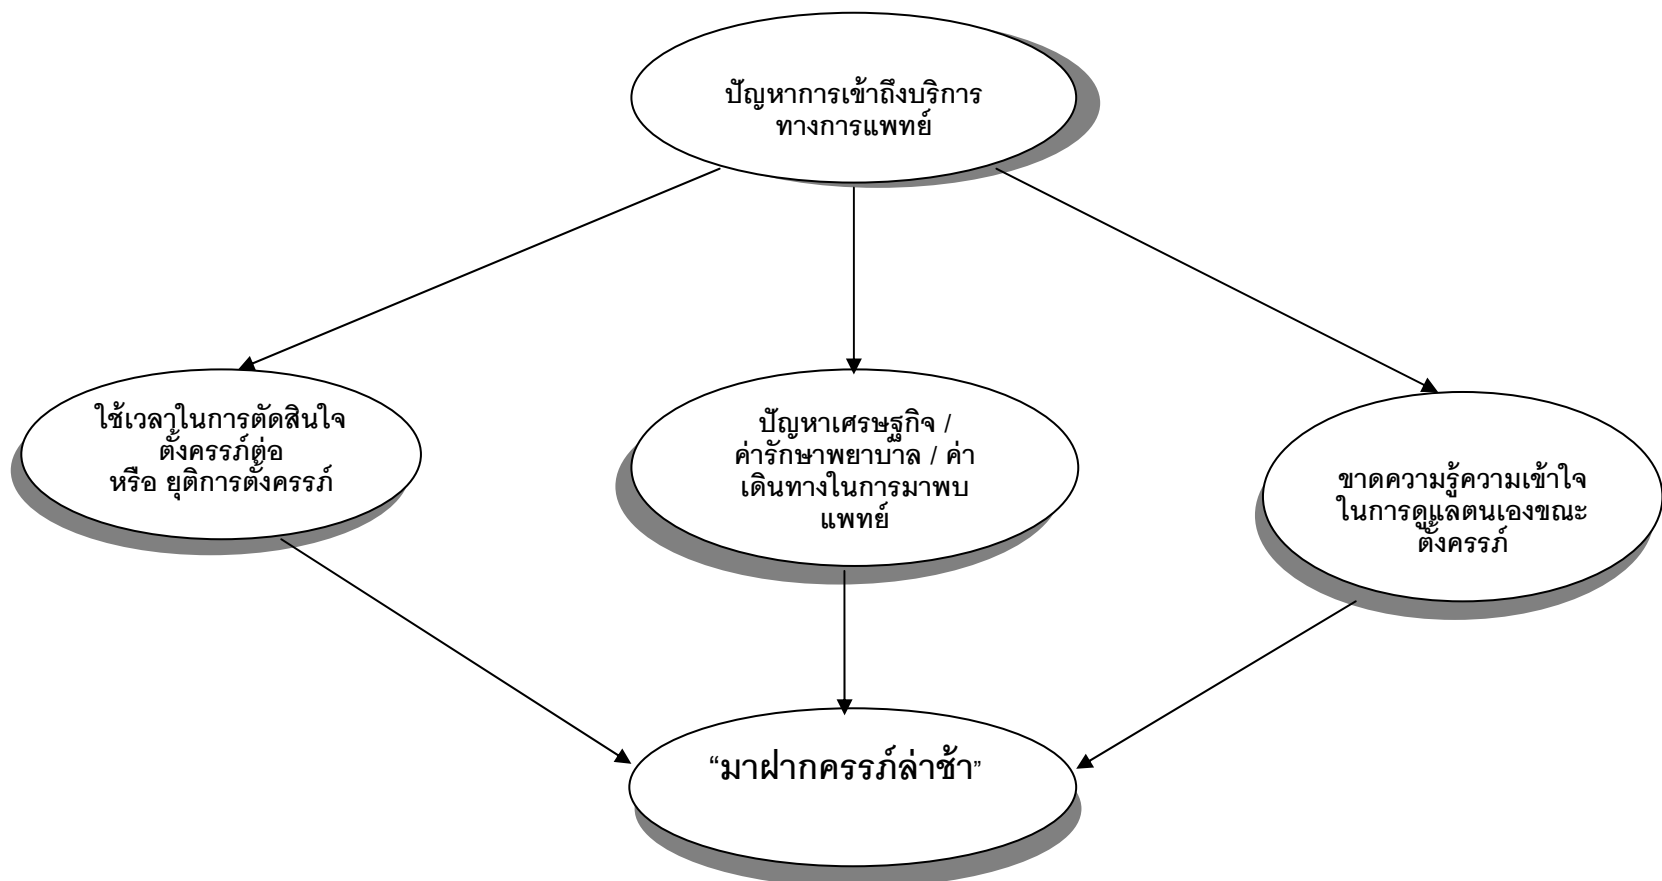 ปัญหาการเข้าถึงบริการ
ทางการแพทย์
ใช้เวลาในการตัดสินใจ
ตั้งครรภ์ต่อ
หรือ ยุติการตั้งครรภ์
ปัญหาเศรษฐกิจ /
ค่ารักษาพยาบาล / ค่า
เดินทางในการมาพบ
แพทย์
ขาดความรู้ความเข้าใจ
ในการดูแลตนเองขณะ
ตั้งครรภ์
“มาฝากครรภ์ล่าช้า”